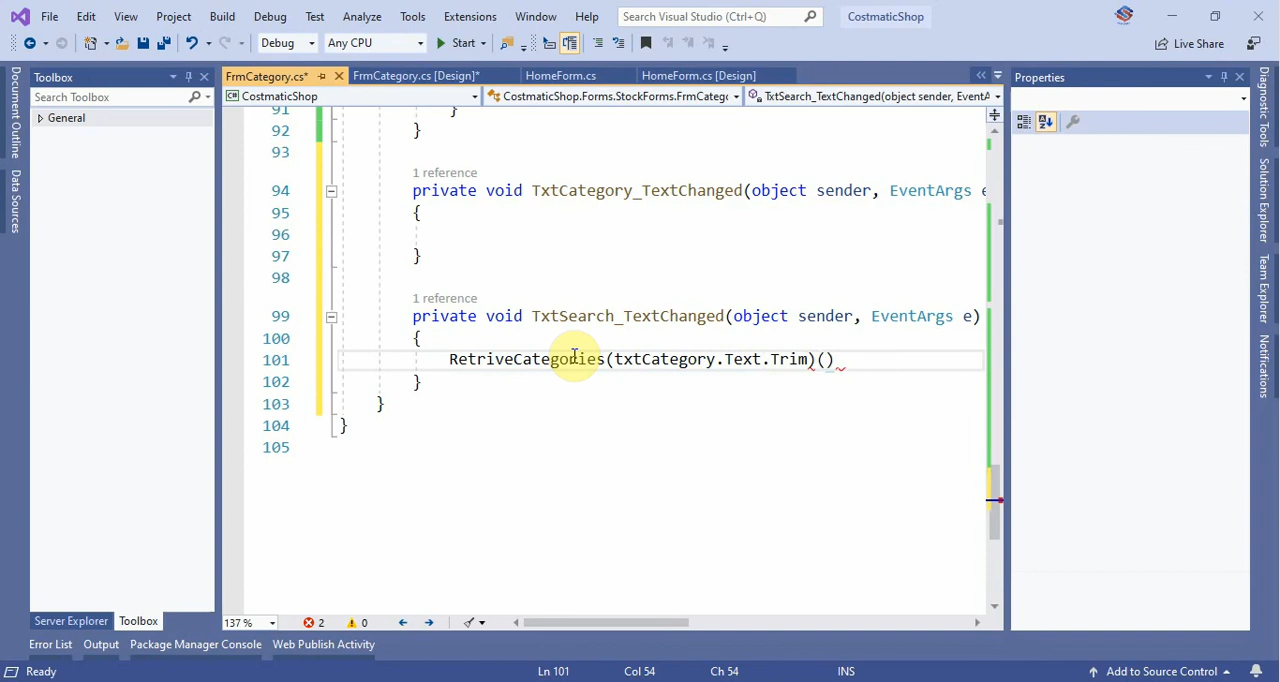 File Edit View Project Build Debug Test Analyze Tools Extensions Window Help Search Visual Studio (Ctrl+Q) CostmaticShop
Debug Any CPU Start Live Share
Document Outline
Data Sources
Toolbox
Search Toolbox
General
FrmCategory.cs* FrmCategory.cs [Design]* HomeForm.cs HomeForm.cs [Design]
CostmaticShop CostmaticShop.Forms.StockForms.FrmCatego TxtSearch_TextChanged(object sender, EventA
91 }
92 }
93
1 reference
94 private void TxtCategory_TextChanged(object sender, EventArgs e
95 {
96
97 }
98
1 reference
99 private void TxtSearch_TextChanged(object sender, EventArgs e)
100 {
101 RetriveCategories(txtCategory.Text.Trim)()
102 }
103 }
104 }
105
137 % 2 0
Properties
Diagnostic Tools
Solution Explorer
Team Explorer
Notifications
Server Explorer Toolbox
Error List Output Package Manager Console Web Publish Activity
Ready Ln 101 Col 54 Ch 54 INS Add to Source Control